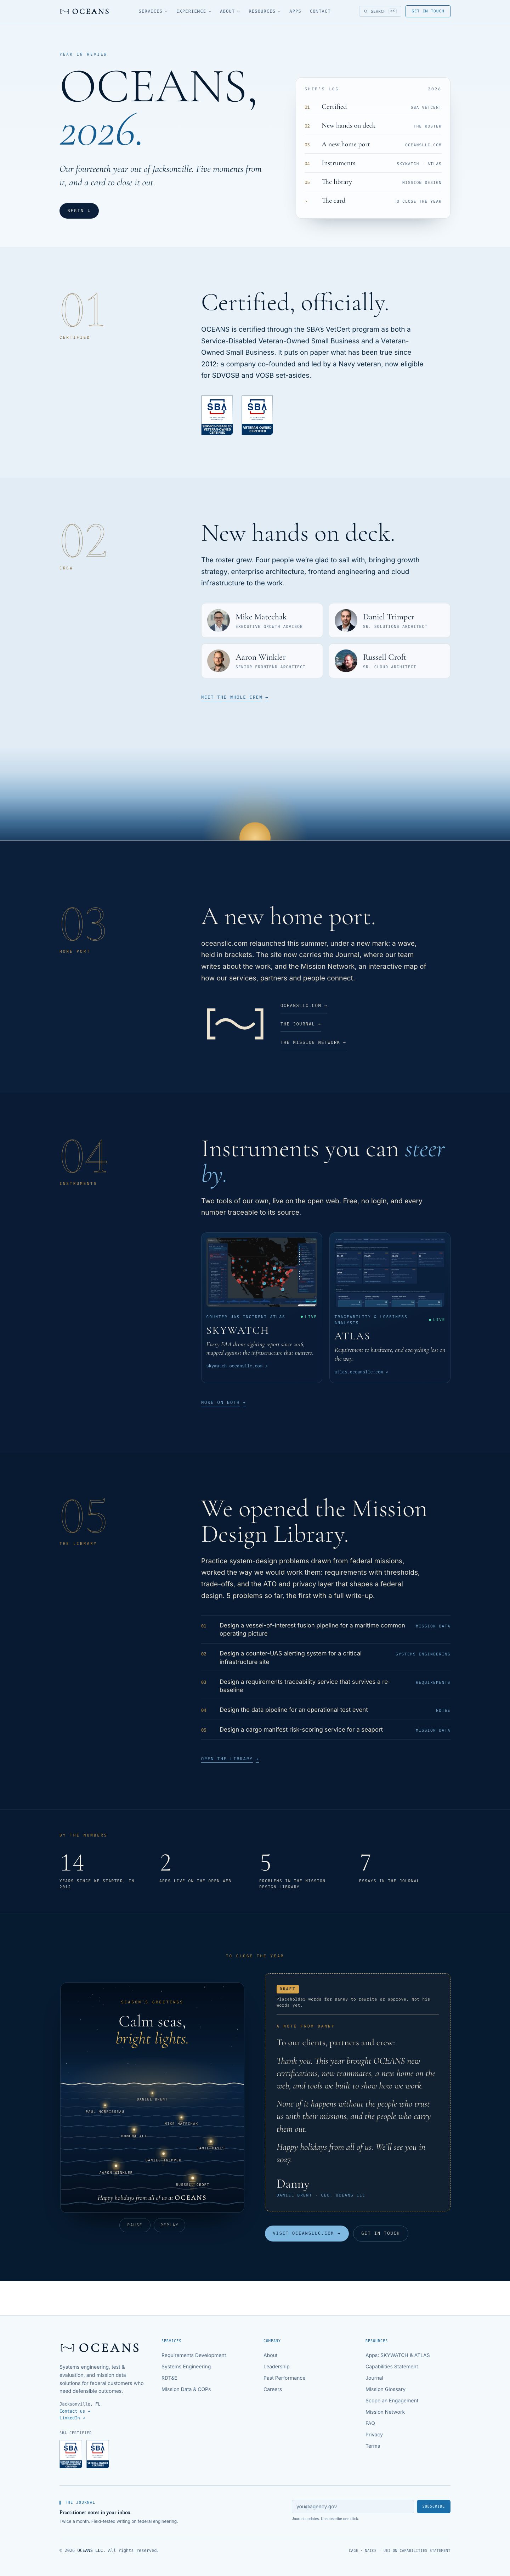 OCEANS
SERVICES
EXPERIENCE
ABOUT
RESOURCES
APPS
CONTACT
SEARCH
GET IN TOUCH
YEAR IN REVIEW
OCEANS,
2026.
Our fourteenth year out of Jacksonville. Five moments from
it, and a card to close it out.
BEGIN ↓
SHIP'S LOG 2026
01 Certified SBA VETCERT
02 New hands on deck THE ROSTER
03 A new home port OCEANSLLC.COM
04 Instruments SKYWATCH · ATLAS
05 The library MISSION DESIGN
The card TO CLOSE THE YEAR
01
CERTIFIED
Certified, officially.
OCEANS is certified through the SBA's VetCert program as both a
Service-Disabled Veteran-Owned Small Business and a Veteran-
Owned Small Business. It puts on paper what has been true since
2012: a company co-founded and led by a Navy veteran, now eligible
for SDVOSB and VOSB set-asides.
SBA
SERVICE-DISABLED
VETERAN-OWNED
CERTIFIED
SBA
VETERAN-OWNED
CERTIFIED
02
CREW
New hands on deck.
The roster grew. Four people we're glad to sail with, bringing growth
strategy, enterprise architecture, frontend engineering and cloud
infrastructure to the work.
Mike Matechak
EXECUTIVE GROWTH ADVISOR
Daniel Trimper
SR. SOLUTIONS ARCHITECT
Aaron Winkler
SENIOR FRONTEND ARCHITECT
Russell Croft
SR. CLOUD ARCHITECT
MEET THE WHOLE CREW →
03
HOME PORT
A new home port.
oceansllc.com relaunched this summer, under a new mark: a wave,
held in brackets. The site now carries the Journal, where our team
writes about the work, and the Mission Network, an interactive map of
how our services, partners and people connect.
OCEANSLLC.COM →
THE JOURNAL →
THE MISSION NETWORK →
04
INSTRUMENTS
Instruments you can steer
by.
Two tools of our own, live on the open web. Free, no login, and every
number traceable to its source.
COUNTER-UAS INCIDENT ATLAS
LIVE
SKYWATCH
Every FAA drone sighting report since 2016,
mapped against the infrastructure that matters.
skywatch.oceansllc.com ↗
TRACEABILITY & LOSSINESS
ANALYSIS
LIVE
ATLAS
Requirement to hardware, and everything lost on
the way.
atlas.oceansllc.com ↗
MORE ON BOTH →
05
THE LIBRARY
We opened the Mission
Design Library.
Practice system-design problems drawn from federal missions,
worked the way we would work them: requirements with thresholds,
trade-offs, and the ATO and privacy layer that shapes a federal
design. 5 problems so far, the first with a full write-up.
01 Design a vessel-of-interest fusion pipeline for a maritime common
operating picture
MISSION DATA
02 Design a counter-UAS alerting system for a critical
infrastructure site
SYSTEMS ENGINEERING
03 Design a requirements traceability service that survives a re-
baseline
REQUIREMENTS
04 Design the data pipeline for an operational test event
RDT&E
05 Design a cargo manifest risk-scoring service for a seaport
MISSION DATA
OPEN THE LIBRARY →
BY THE NUMBERS
14
YEARS SINCE WE STARTED, IN
2012
2
APPS LIVE ON THE OPEN WEB
5
PROBLEMS IN THE MISSION
DESIGN LIBRARY
7
ESSAYS IN THE JOURNAL
TO CLOSE THE YEAR
SEASON'S GREETINGS
Calm seas,
bright lights.
DANIEL BRENT
PAUL MORRISSEAU
MIKE MATECHAK
MOMENA ALI
DANIEL TRIMPER
AARON WINKLER
RUSSELL CROFT
Happy holidays from all of us at OCEANS
PAUSE
REPLAY
DRAFT
Placeholder words for Danny to rewrite or approve. Not his
words yet.
A NOTE FROM DANNY
To our clients, partners and crew:
Thank you. This year brought OCEANS new
certifications, new teammates, a new home on the
web, and tools we built to show how we work.
None of it happens without the people who trust
us with their missions, and the people who carry
them out.
Happy holidays from all of us. We'll see you in
2027.
Danny
DANIEL BRENT · CEO, OCEANS LLC
VISIT OCEANSLLC.COM →
GET IN TOUCH
OCEANS
Systems engineering, test &
evaluation, and mission data
solutions for federal customers who
need defensible outcomes.
Jacksonville, FL
Contact us →
LinkedIn ↗
SBA CERTIFIED
SERVICES
Requirements Development
Systems Engineering
RDT&E
Mission Data & COPs
COMPANY
About
Leadership
Past Performance
Careers
RESOURCES
Apps: SKYWATCH & ATLAS
Capabilities Statement
Journal
Mission Glossary
Scope an Engagement
Mission Network
FAQ
Privacy
Terms
THE JOURNAL
Practitioner notes in your inbox.
Twice a month. Field-tested writing on federal engineering.
you@agency.gov
SUBSCRIBE
Journal updates. Unsubscribe one click.
© 2026 OCEANS LLC. All rights reserved.
CAGE · NAICS · UEI ON CAPABILITIES STATEMENT